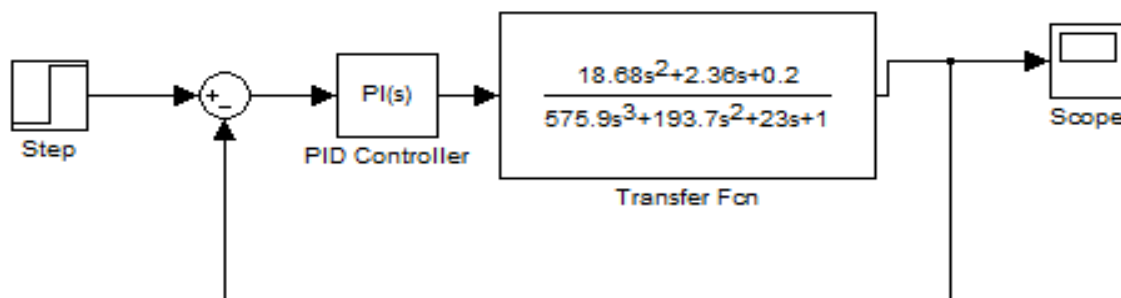 Step
+
−
PI(s)
PID Controller
18.68s²+2.36s+0.2
575.9s³+193.7s²+23s+1
Transfer Fcn
Scope